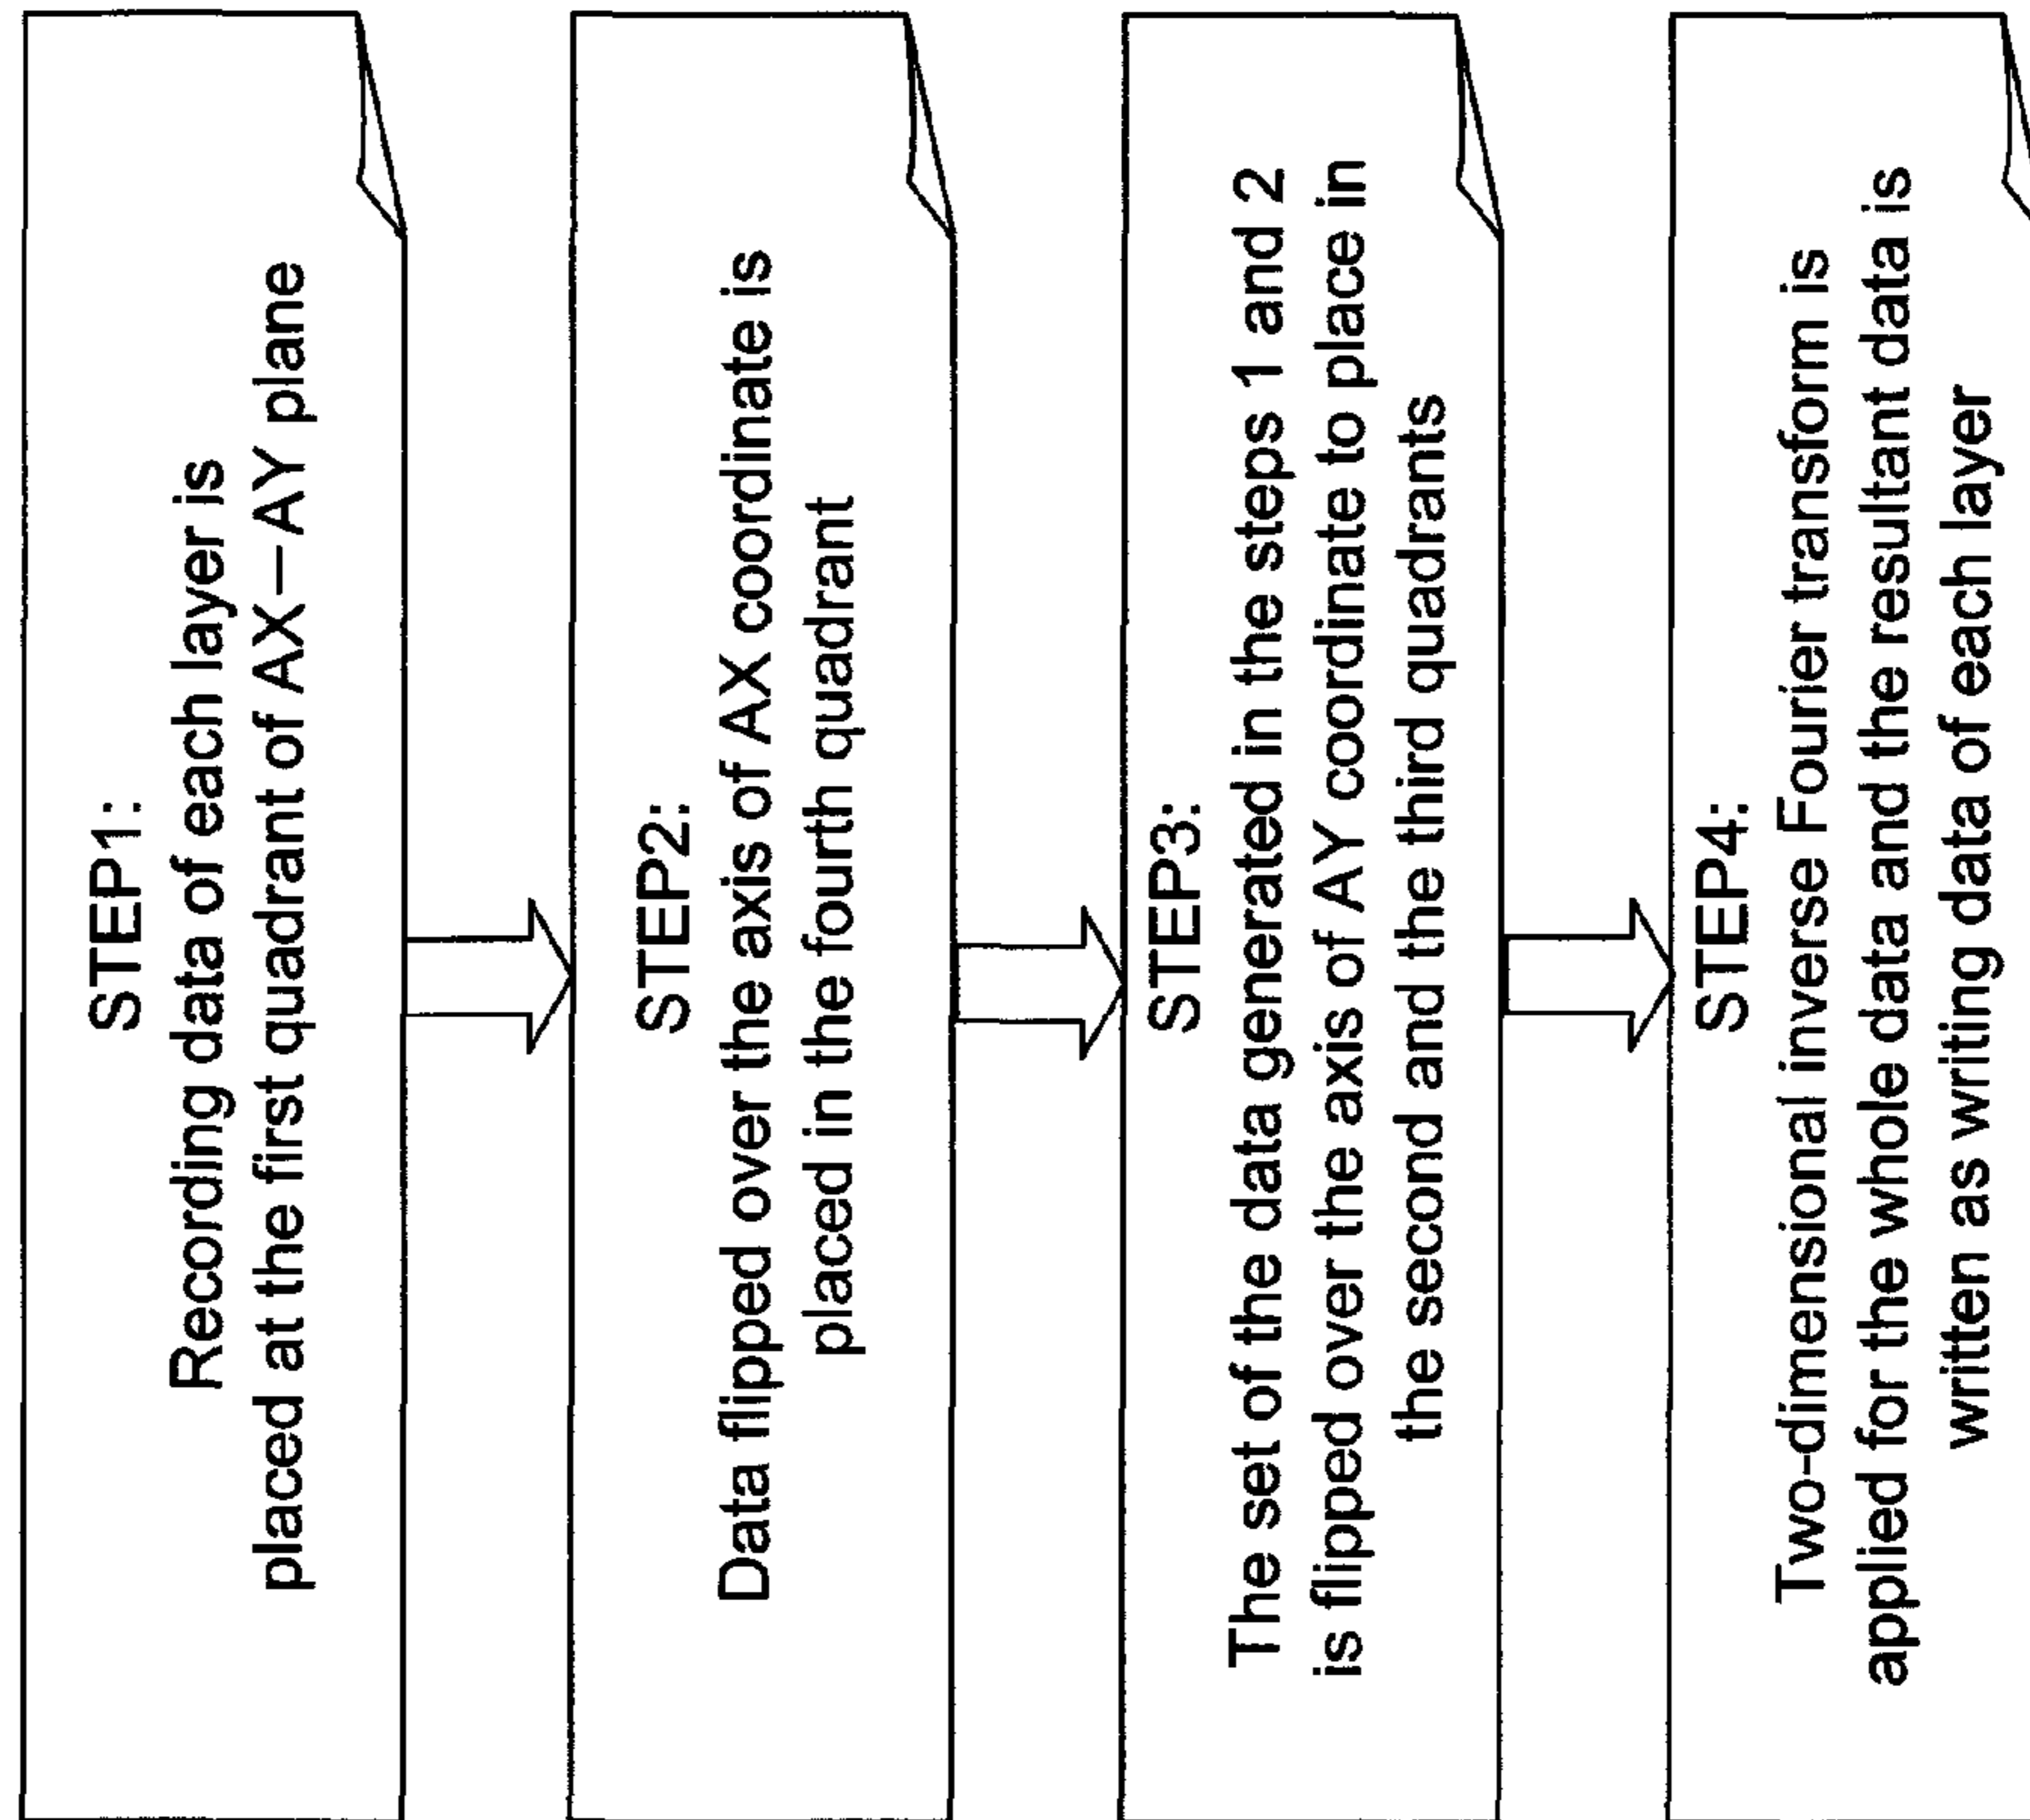 STEP1:
Recording data of each layer is
placed at the first quadrant of AX–AY plane
STEP2:
Data flipped over the axis of AX coordinate is
placed in the fourth quadrant
STEP3:
The set of the data generated in the steps 1 and 2
is flipped over the axis of AY coordinate to place in
the second and the third quadrants
STEP4:
Two-dimensional inverse Fourier transform is
applied for the whole data and the resultant data is
written as writing data of each layer